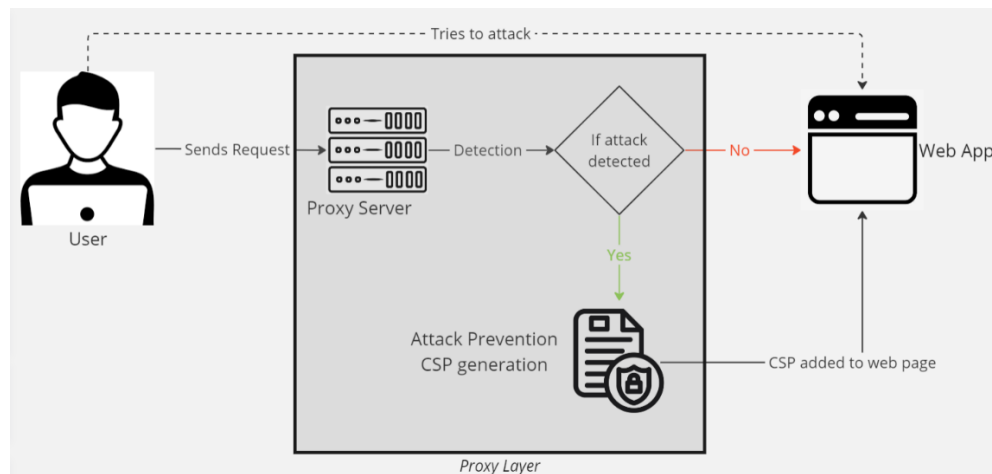 Tries to attack
Sends Request
Proxy Server
Detection
If attack
detected
No
Web App
User
Yes
Attack Prevention
CSP generation
CSP added to web page
Proxy Layer